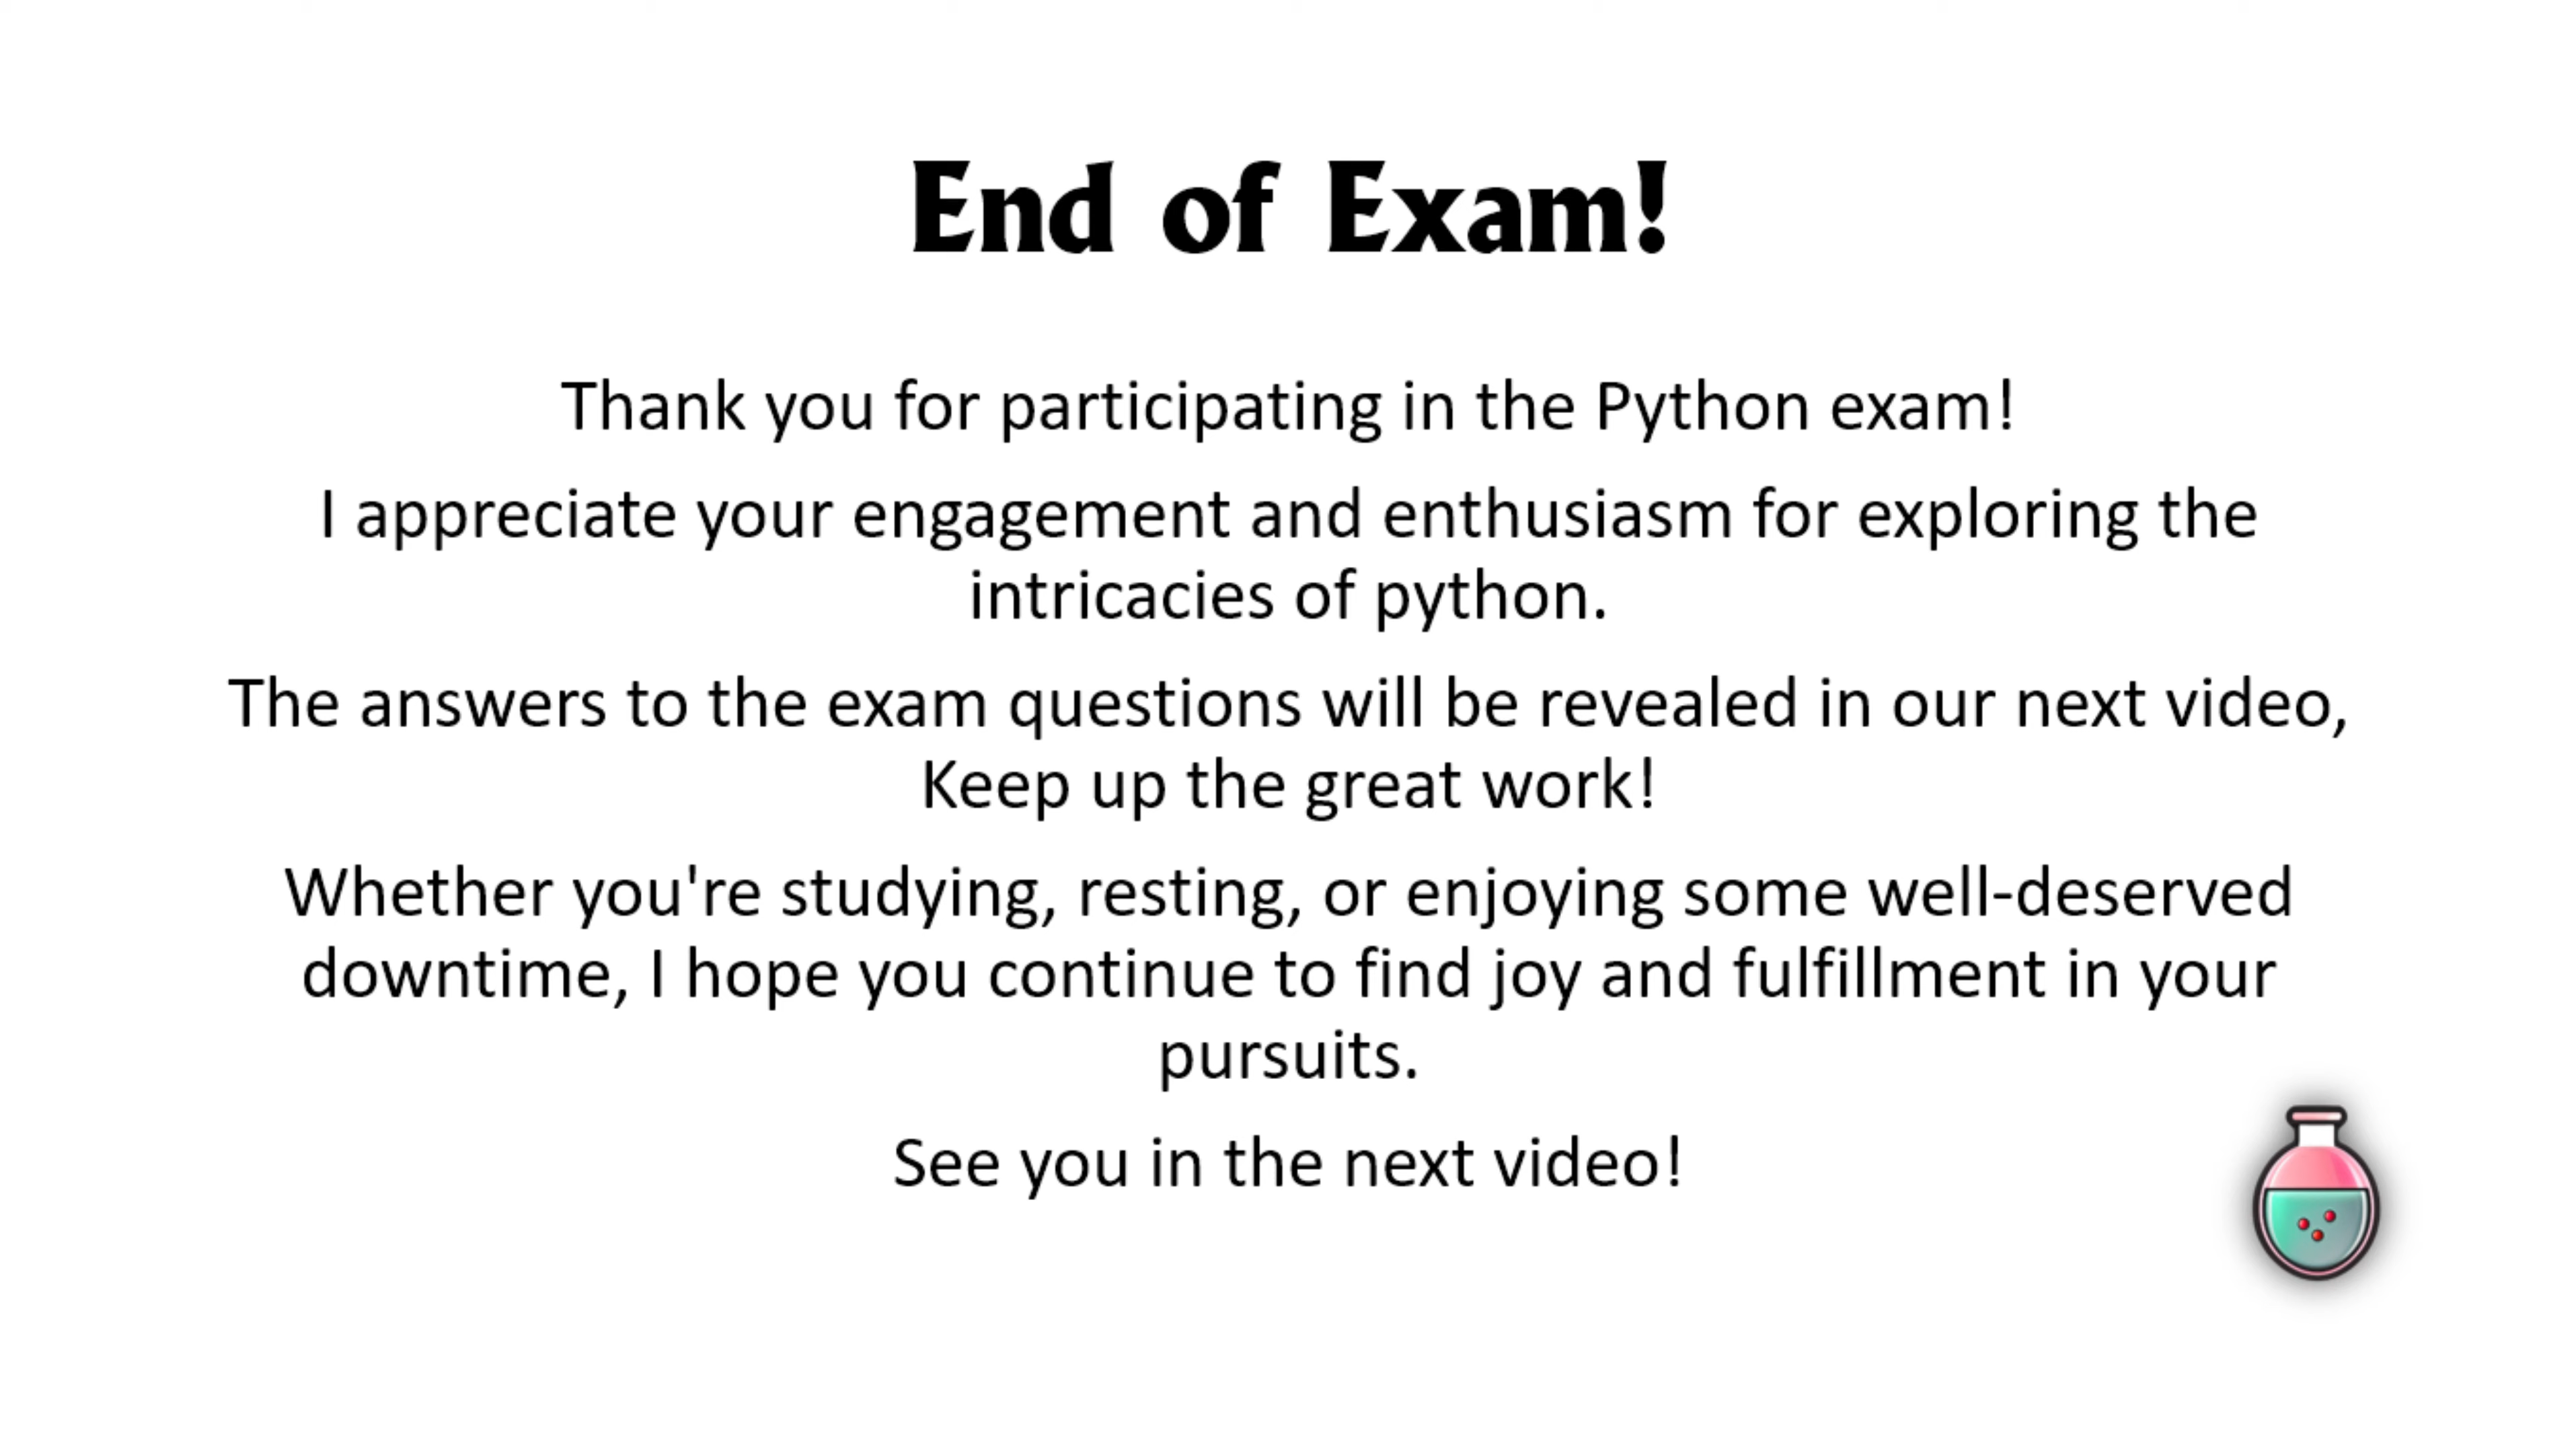 End of Exam!
Thank you for participating in the Python exam!
I appreciate your engagement and enthusiasm for exploring the
intricacies of python.
The answers to the exam questions will be revealed in our next video,
Keep up the great work!
Whether you're studying, resting, or enjoying some well-deserved
downtime, I hope you continue to find joy and fulfillment in your
pursuits.
See you in the next video!